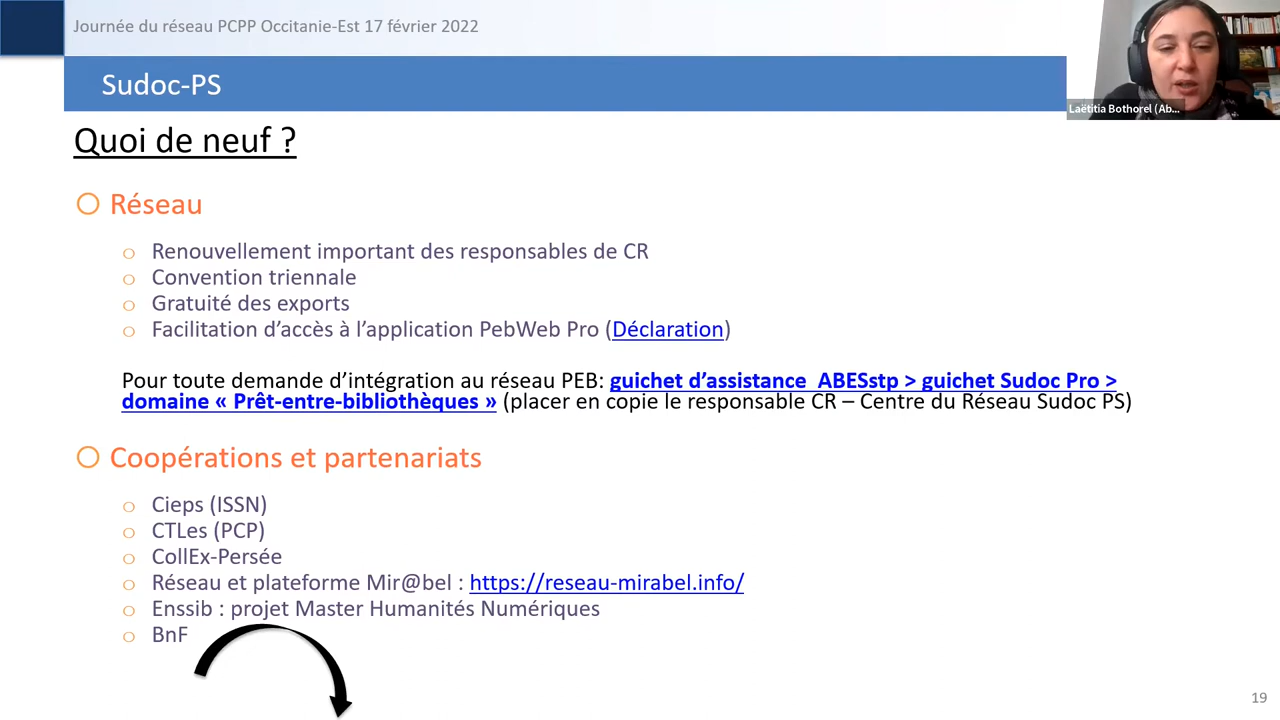 Journée du réseau PCPP Occitanie-Est 17 février 2022
Sudoc-PS
Laëtitia Bothorel (Ab...
Quoi de neuf ?
Réseau
Renouvellement important des responsables de CR
Convention triennale
Gratuité des exports
Facilitation d’accès à l’application PebWeb Pro (Déclaration)
Pour toute demande d’intégration au réseau PEB: guichet d’assistance ABESstp > guichet Sudoc Pro >
domaine « Prêt-entre-bibliothèques » (placer en copie le responsable CR – Centre du Réseau Sudoc PS)
Coopérations et partenariats
Cieps (ISSN)
CTLes (PCP)
CollEx-Persée
Réseau et plateforme Mir@bel : https://reseau-mirabel.info/
Enssib : projet Master Humanités Numériques
BnF
19